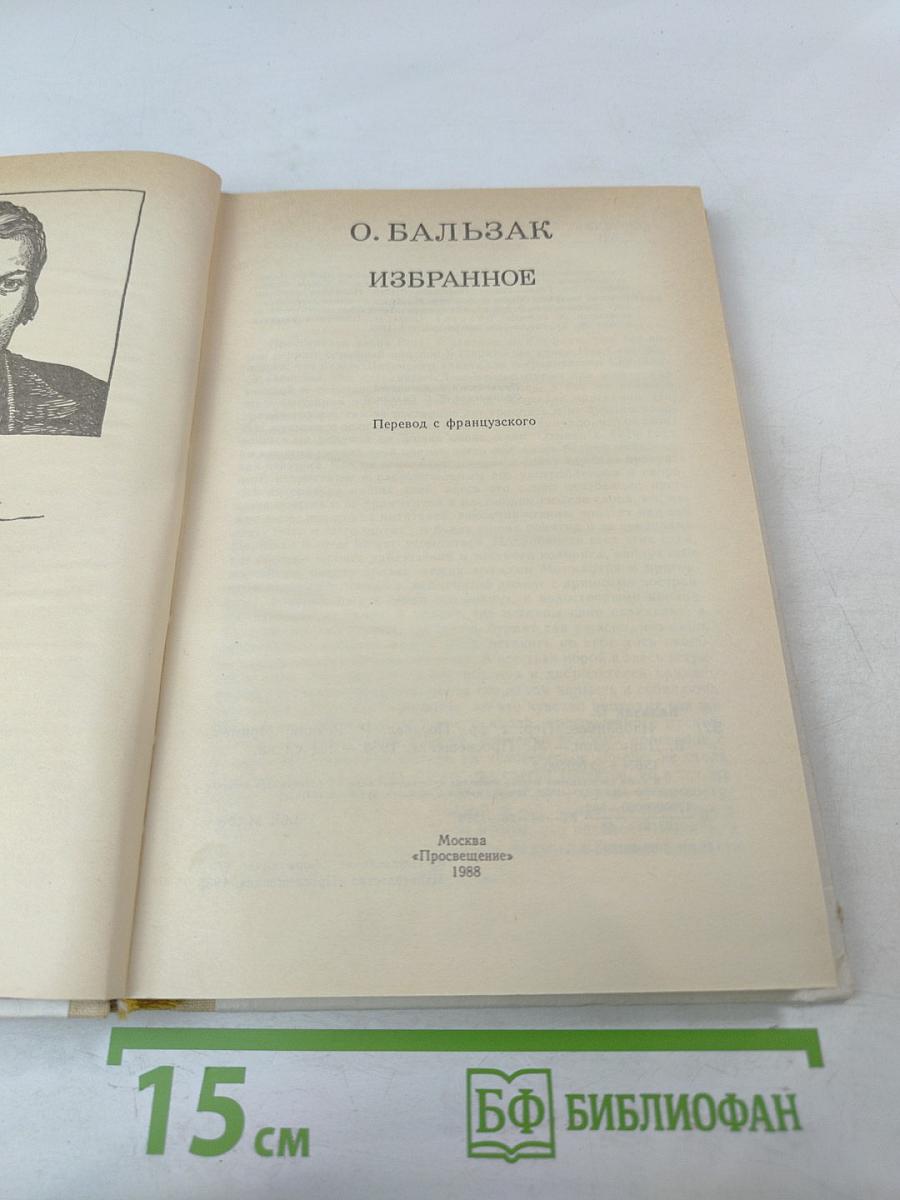 О. БАЛЬЗАК
ИЗБРАННОЕ
Перевод с французского
Москва
«Просвещение»
1988
15 см
БФ БИБЛИОФАН